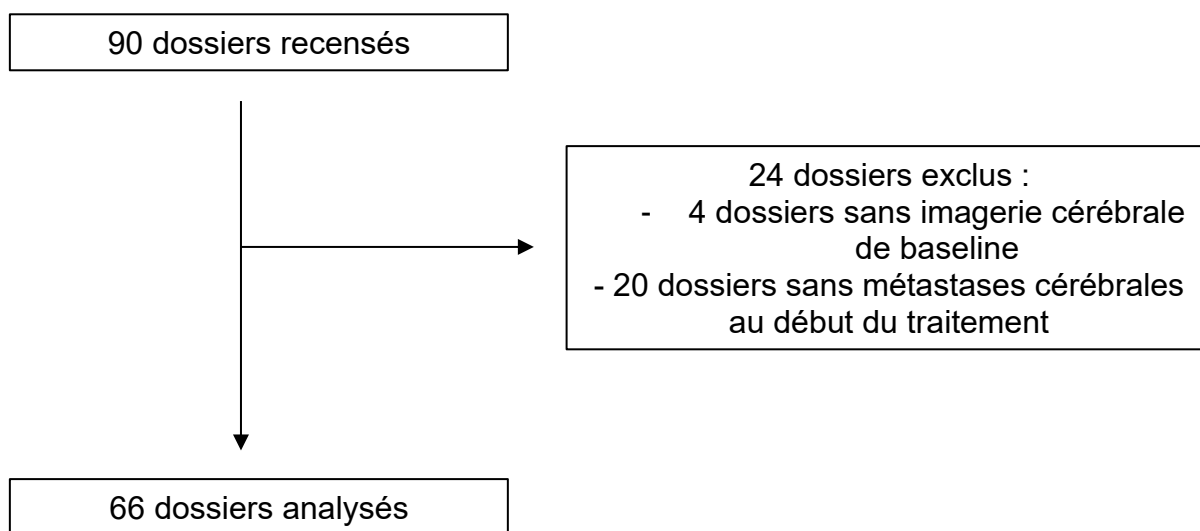 90 dossiers recensés
24 dossiers exclus :
- 4 dossiers sans imagerie cérébrale
de baseline
- 20 dossiers sans métastases cérébrales
au début du traitement
66 dossiers analysés